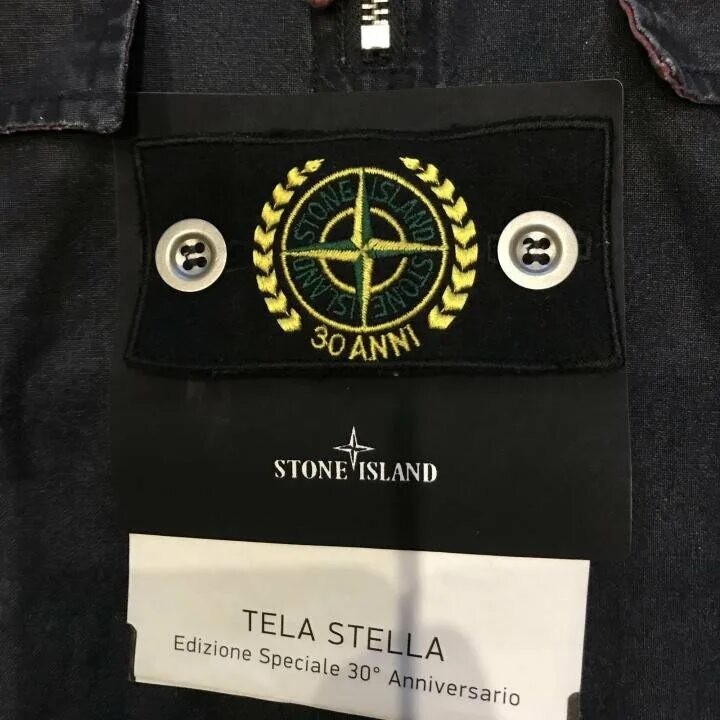 STONE ISLAND
STONE ISLAND
30 ANNI
STONE ISLAND
TELA STELLA
Edizione Speciale 30° Anniversario